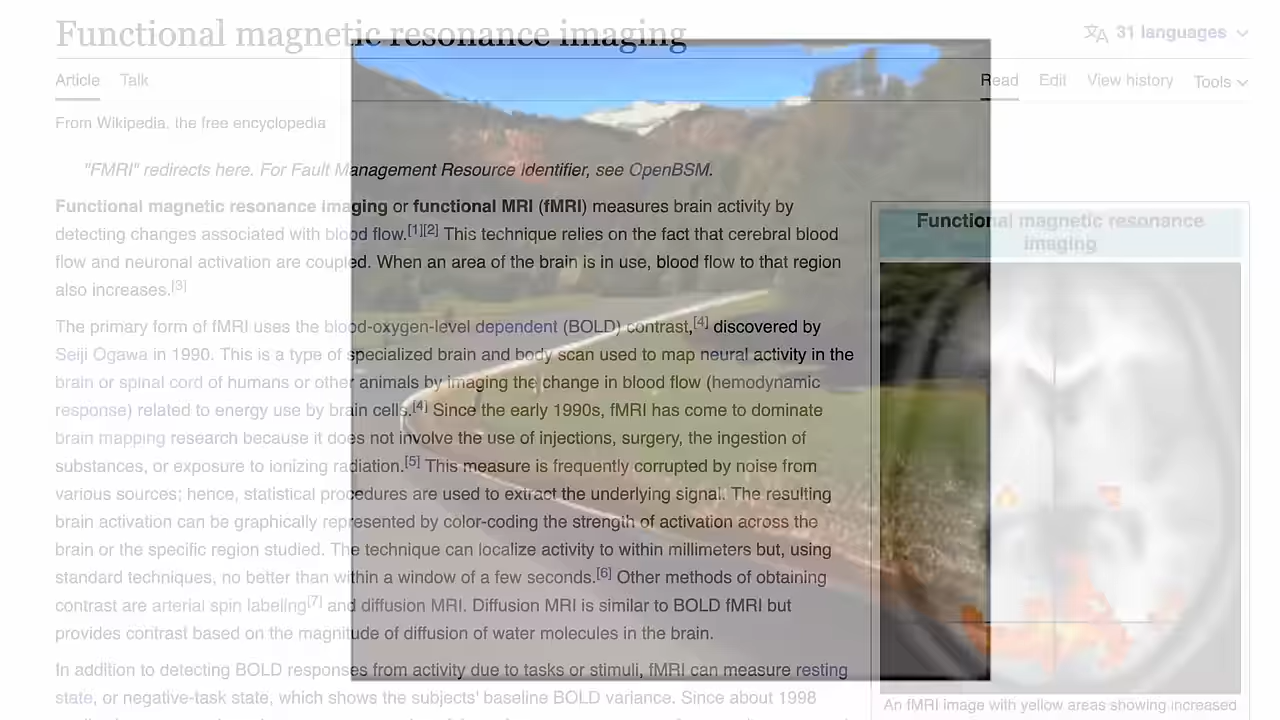 Functional magnetic resonance imaging
31 languages
Article Talk
Read Edit View history Tools
From Wikipedia, the free encyclopedia
"FMRI" redirects here. For Fault Management Resource Identifier, see OpenBSM.
Functional magnetic resonance imaging or functional MRI (fMRI) measures brain activity by
detecting changes associated with blood flow.[1][2] This technique relies on the fact that cerebral blood
flow and neuronal activation are coupled. When an area of the brain is in use, blood flow to that region
also increases.[3]
The primary form of fMRI uses the blood-oxygen-level dependent (BOLD) contrast,[4] discovered by
Seiji Ogawa in 1990. This is a type of specialized brain and body scan used to map neural activity in the
brain or spinal cord of humans or other animals by imaging the change in blood flow (hemodynamic
response) related to energy use by brain cells.[4] Since the early 1990s, fMRI has come to dominate
brain mapping research because it does not involve the use of injections, surgery, the ingestion of
substances, or exposure to ionizing radiation.[5] This measure is frequently corrupted by noise from
various sources; hence, statistical procedures are used to extract the underlying signal. The resulting
brain activation can be graphically represented by color-coding the strength of activation across the
brain or the specific region studied. The technique can localize activity to within millimeters but, using
standard techniques, no better than within a window of a few seconds.[6] Other methods of obtaining
contrast are arterial spin labeling[7] and diffusion MRI. Diffusion MRI is similar to BOLD fMRI but
provides contrast based on the magnitude of diffusion of water molecules in the brain.
In addition to detecting BOLD responses from activity due to tasks or stimuli, fMRI can measure resting
state, or negative-task state, which shows the subjects' baseline BOLD variance. Since about 1998
Functional magnetic resonance
imaging
An fMRI image with yellow areas showing increased